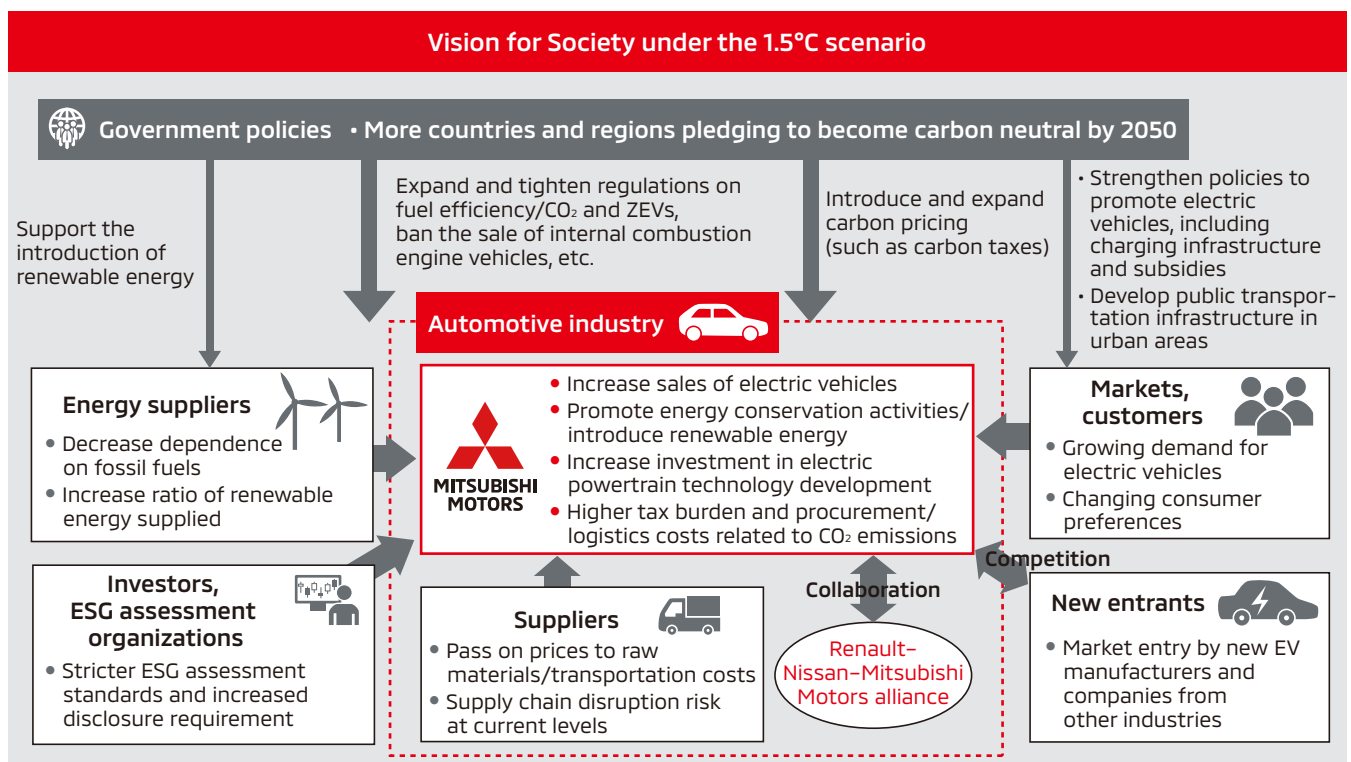 Vision for Society under the 1.5°C scenario
Government policies ・More countries and regions pledging to become carbon neutral by 2050
Support the
introduction of
renewable energy
Expand and tighten regulations on
fuel efficiency/CO₂ and ZEVs,
ban the sale of internal combustion
engine vehicles, etc.
Introduce and expand
carbon pricing
(such as carbon taxes)
・Strengthen policies to
promote electric
vehicles, including
charging infrastructure
and subsidies
・Develop public transpor-
tation infrastructure in
urban areas
Automotive industry
Energy suppliers
● Decrease dependence
on fossil fuels
● Increase ratio of renewable
energy supplied
MITSUBISHI
MOTORS
● Increase sales of electric vehicles
● Promote energy conservation activities/
introduce renewable energy
● Increase investment in electric
powertrain technology development
● Higher tax burden and procurement/
logistics costs related to CO₂ emissions
Markets,
customers
● Growing demand for
electric vehicles
● Changing consumer
preferences
Investors,
ESG assessment
organizations
● Stricter ESG assessment
standards and increased
disclosure requirement
Suppliers
● Pass on prices to raw
materials/transportation costs
● Supply chain disruption risk
at current levels
Collaboration
Renault–
Nissan–Mitsubishi
Motors alliance
Competition
New entrants
● Market entry by new EV
manufacturers and
companies from
other industries